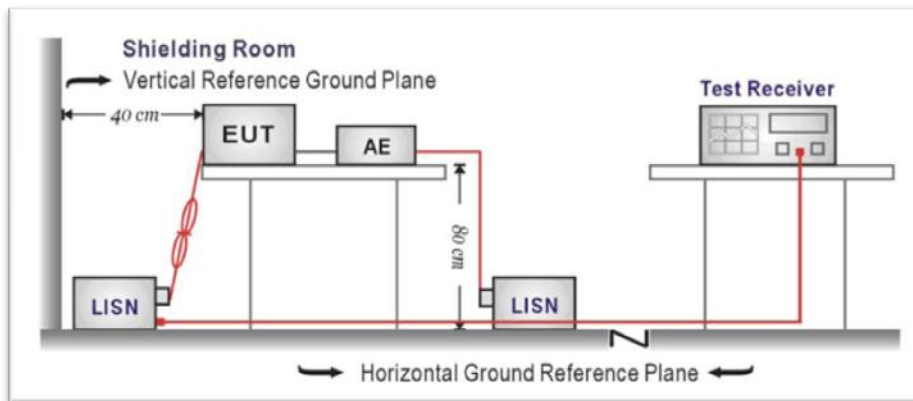 Shielding Room
Vertical Reference Ground Plane
Test Receiver
40 cm
EUT
AE
80 cm
LISN
LISN
Horizontal Ground Reference Plane